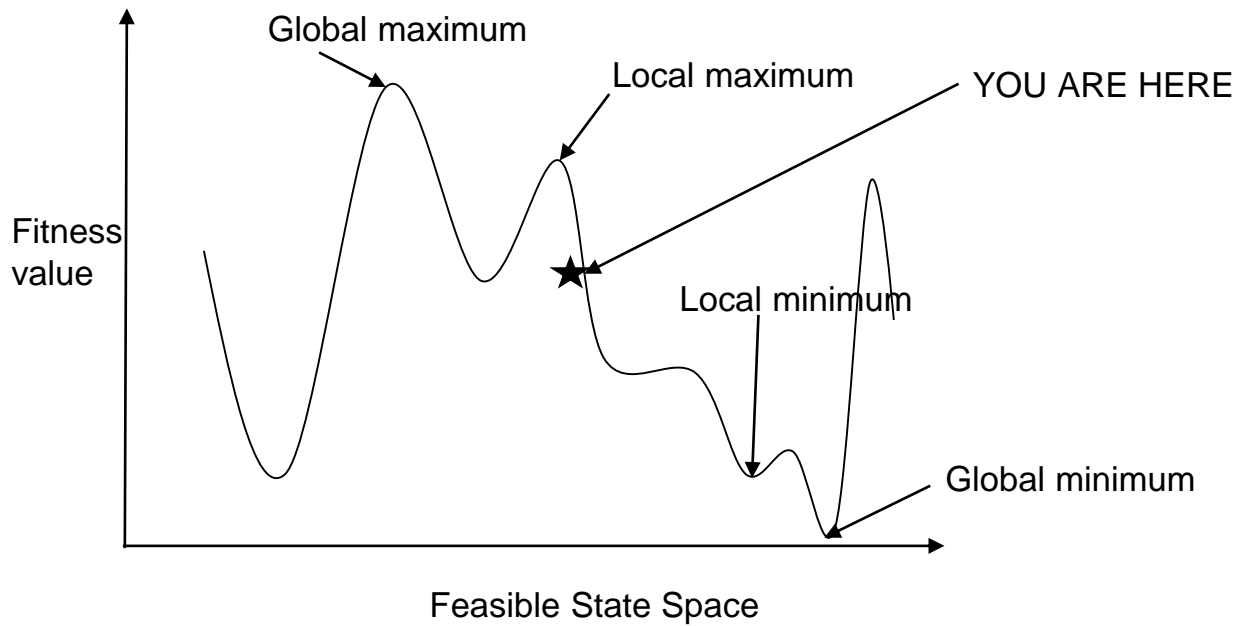 Global maximum
Local maximum
YOU ARE HERE
Fitness
value
Local minimum
Global minimum
Feasible State Space